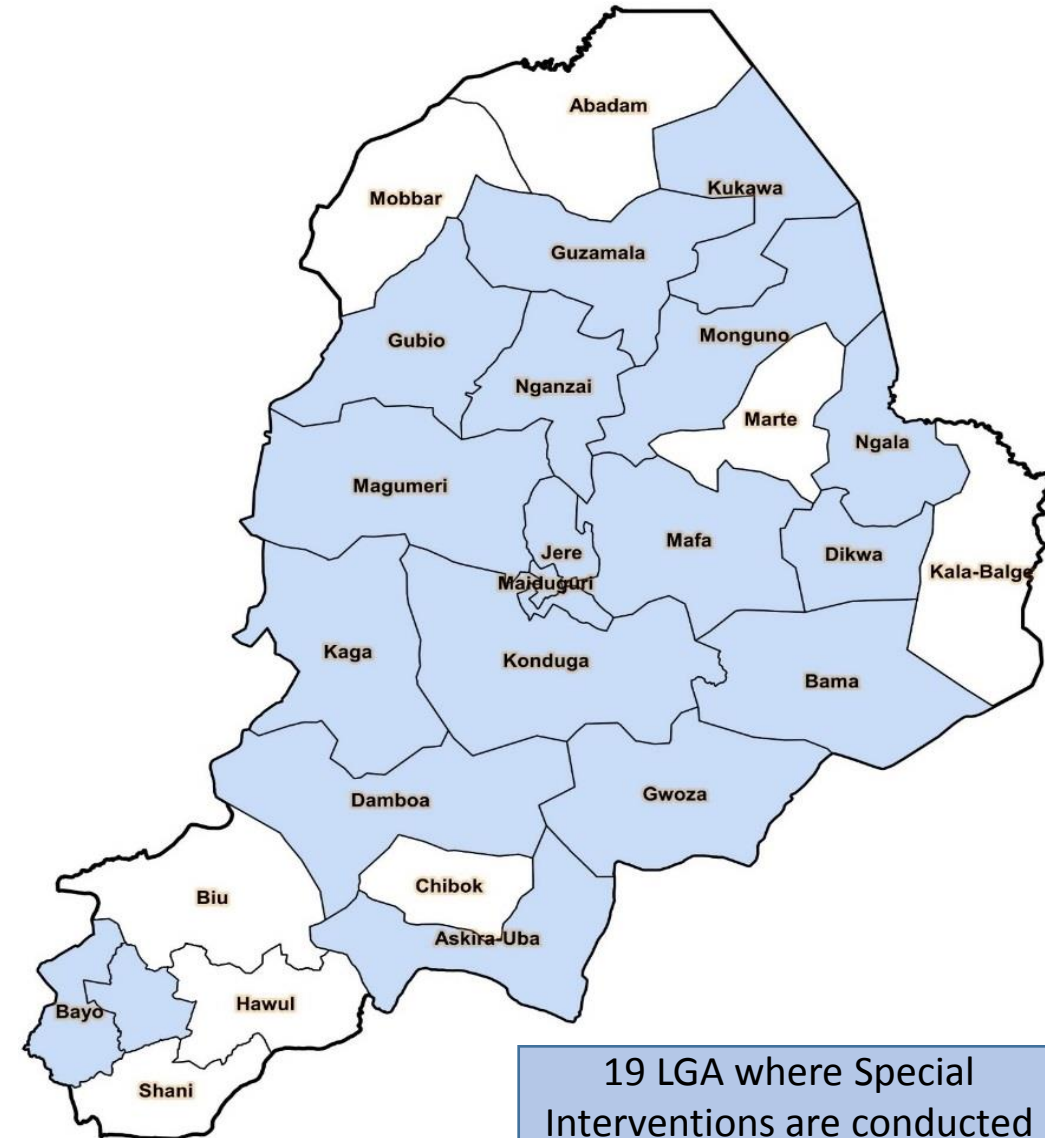 Abadam
Kukawa
Mobbar
Guzamala
Monguno
Gubio
Nganzai
Marte
Ngala
Magumeri
Mafa
Jere
Dikwa
Kala-Balge
Maiduguri
Kaga
Konduga
Bama
Gwoza
Damboa
Chibok
Biu
Askira-Uba
Hawul
Bayo
Shani
19 LGA where Special
Interventions are conducted